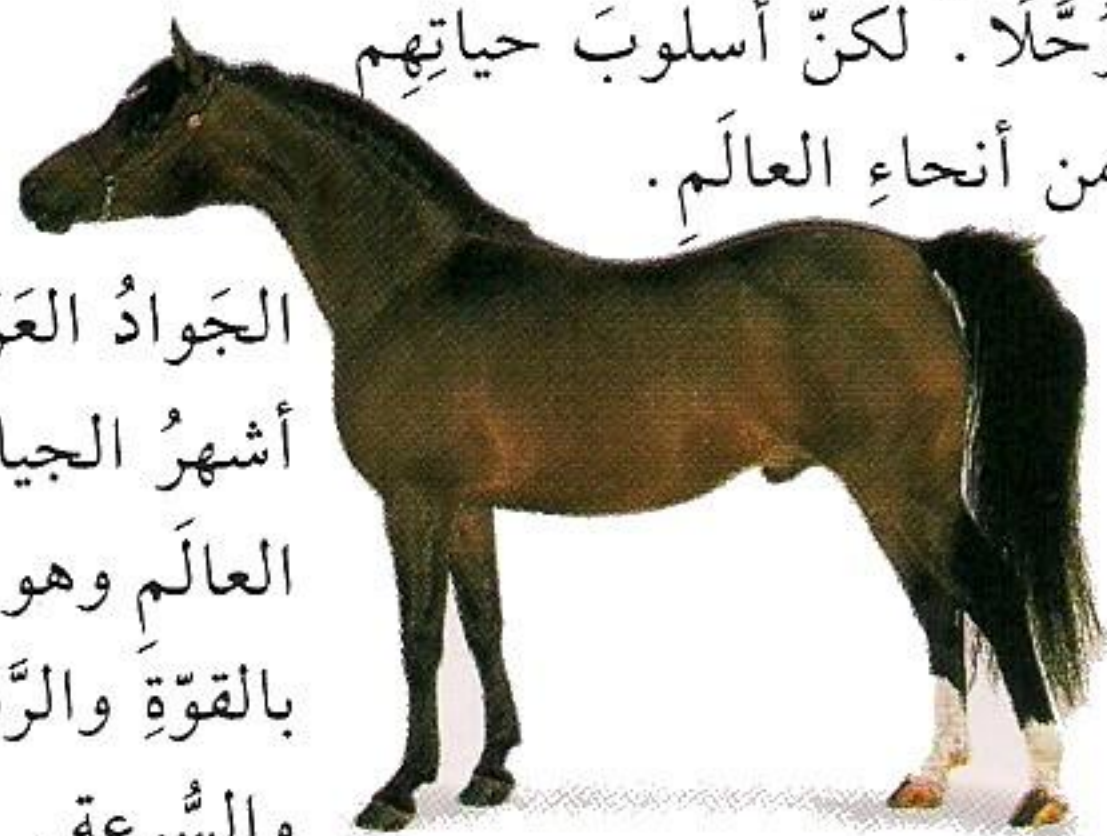 رُحَّلًا . لكنّ أسلوبَ حياتِهِم
من أنحاءِ العالَمِ .
الجَوادُ
أشهرُ
العالَمِ وهو
بالقوّةِ
والسُّرعةِ